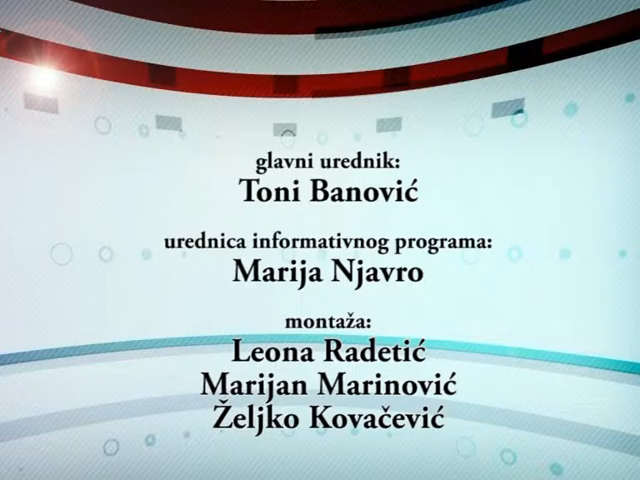 glavni urednik:
Toni Banović
urednica informativnog programa:
Marija Njavro
montaža:
Leona Radetić
Marijan Marinović
Željko Kovačević